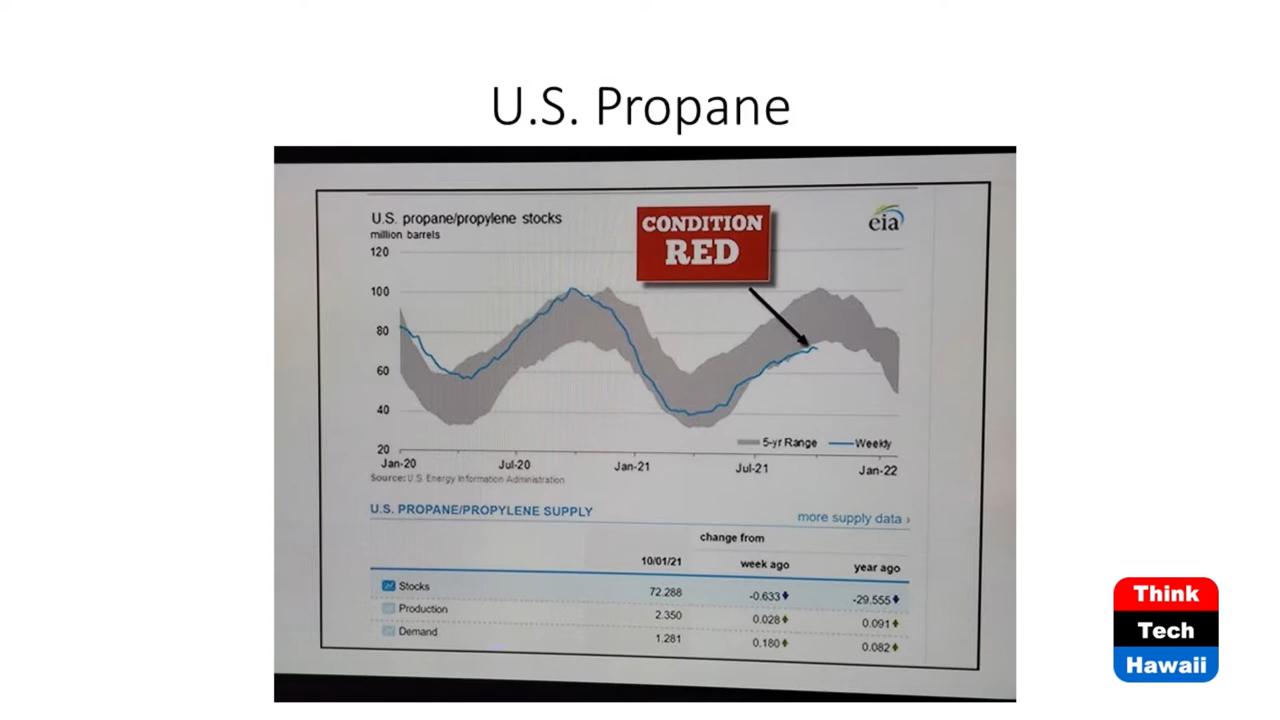 U.S. Propane
U.S. propane/propylene stocks
million barrels
CONDITION
RED
eia
120
100
80
60
40
20
5-yr Range
Weekly
Jan-20
Jul-20
Jan-21
Jul-21
Jan-22
Source: U.S. Energy Information Administration
U.S. PROPANE/PROPYLENE SUPPLY
more supply data ›
change from
10/01/21 week ago year ago
Stocks 72.288 -0.633 -29.555
Production 2.350 0.028 0.091
Demand 1.281 0.180 0.082
Think
Tech
Hawaii